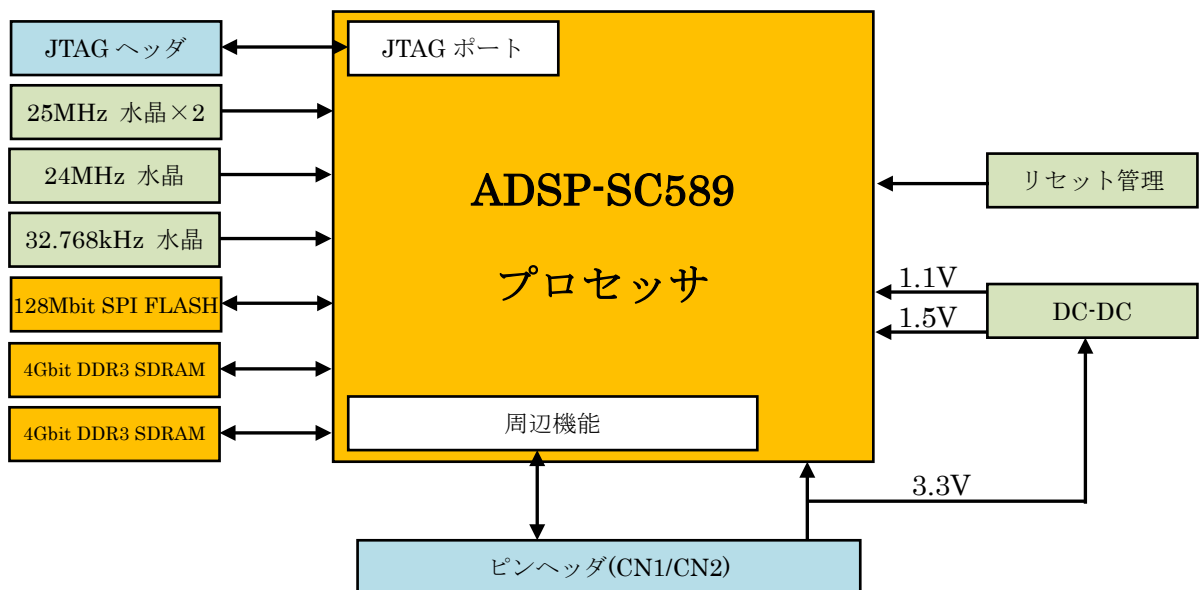 JTAG ヘッダ
JTAG ポート
25MHz 水晶×2
24MHz 水晶
32.768kHz 水晶
128Mbit SPI FLASH
4Gbit DDR3 SDRAM
4Gbit DDR3 SDRAM
ADSP-SC589
プロセッサ
周辺機能
リセット管理
1.1V
1.5V
DC-DC
3.3V
ピンヘッダ(CN1/CN2)